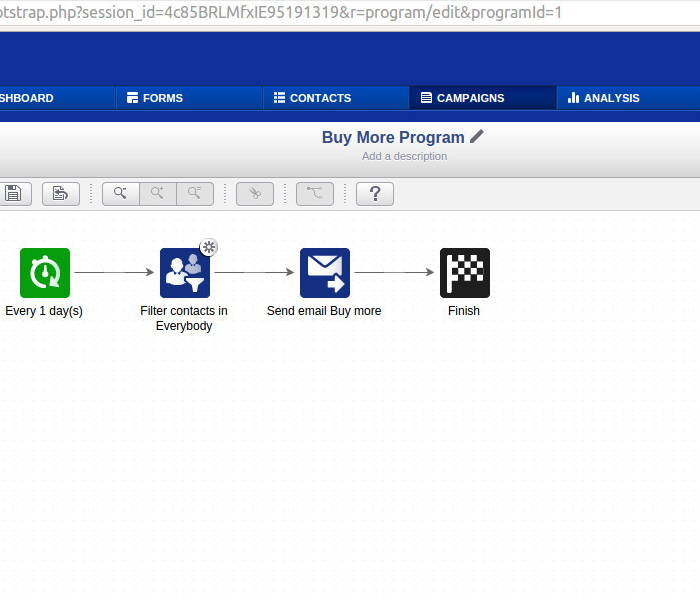 otstrap.php?session_id=4c85BRLMfxIE95191319&r=program/edit&programId=1
SHBOARD
FORMS
CONTACTS
CAMPAIGNS
ANALYSIS
Buy More Program
Add a description
?
Every 1 day(s)
Filter contacts in
Everybody
Send email Buy more
Finish